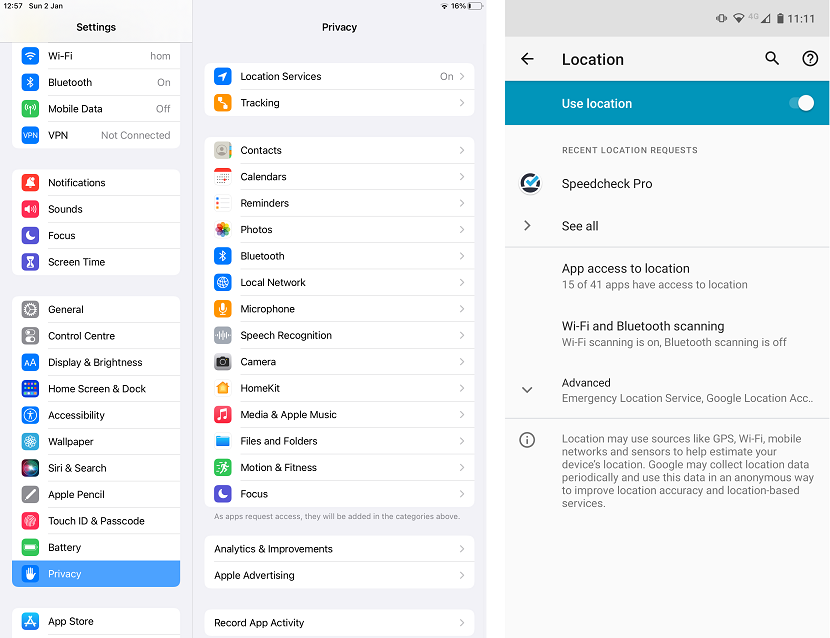 12:57 Sun 2 Jan
16%
Settings
Wi-Fi hom
Bluetooth On
Mobile Data Off
VPN VPN Not Connected
Notifications
Sounds
Focus
Screen Time
General
Control Centre
AA Display & Brightness
Home Screen & Dock
Accessibility
Wallpaper
Siri & Search
Apple Pencil
Touch ID & Passcode
Battery
Privacy
App Store
Privacy
Location Services On
Tracking
Contacts
Calendars
Reminders
Photos
Bluetooth
Local Network
Microphone
Speech Recognition
Camera
HomeKit
Media & Apple Music
Files and Folders
Motion & Fitness
Focus
As apps request access, they will be added in the categories above.
Analytics & Improvements
Apple Advertising
Record App Activity
4G 11:11
Location
Use location
RECENT LOCATION REQUESTS
Speedcheck Pro
See all
App access to location
15 of 41 apps have access to location
Wi-Fi and Bluetooth scanning
Wi-Fi scanning is on, Bluetooth scanning is off
Advanced
Emergency Location Service, Google Location Acc..
Location may use sources like GPS, Wi-Fi, mobile
networks and sensors to help estimate your
device's location. Google may collect location data
periodically and use this data in an anonymous way
to improve location accuracy and location-based
services.